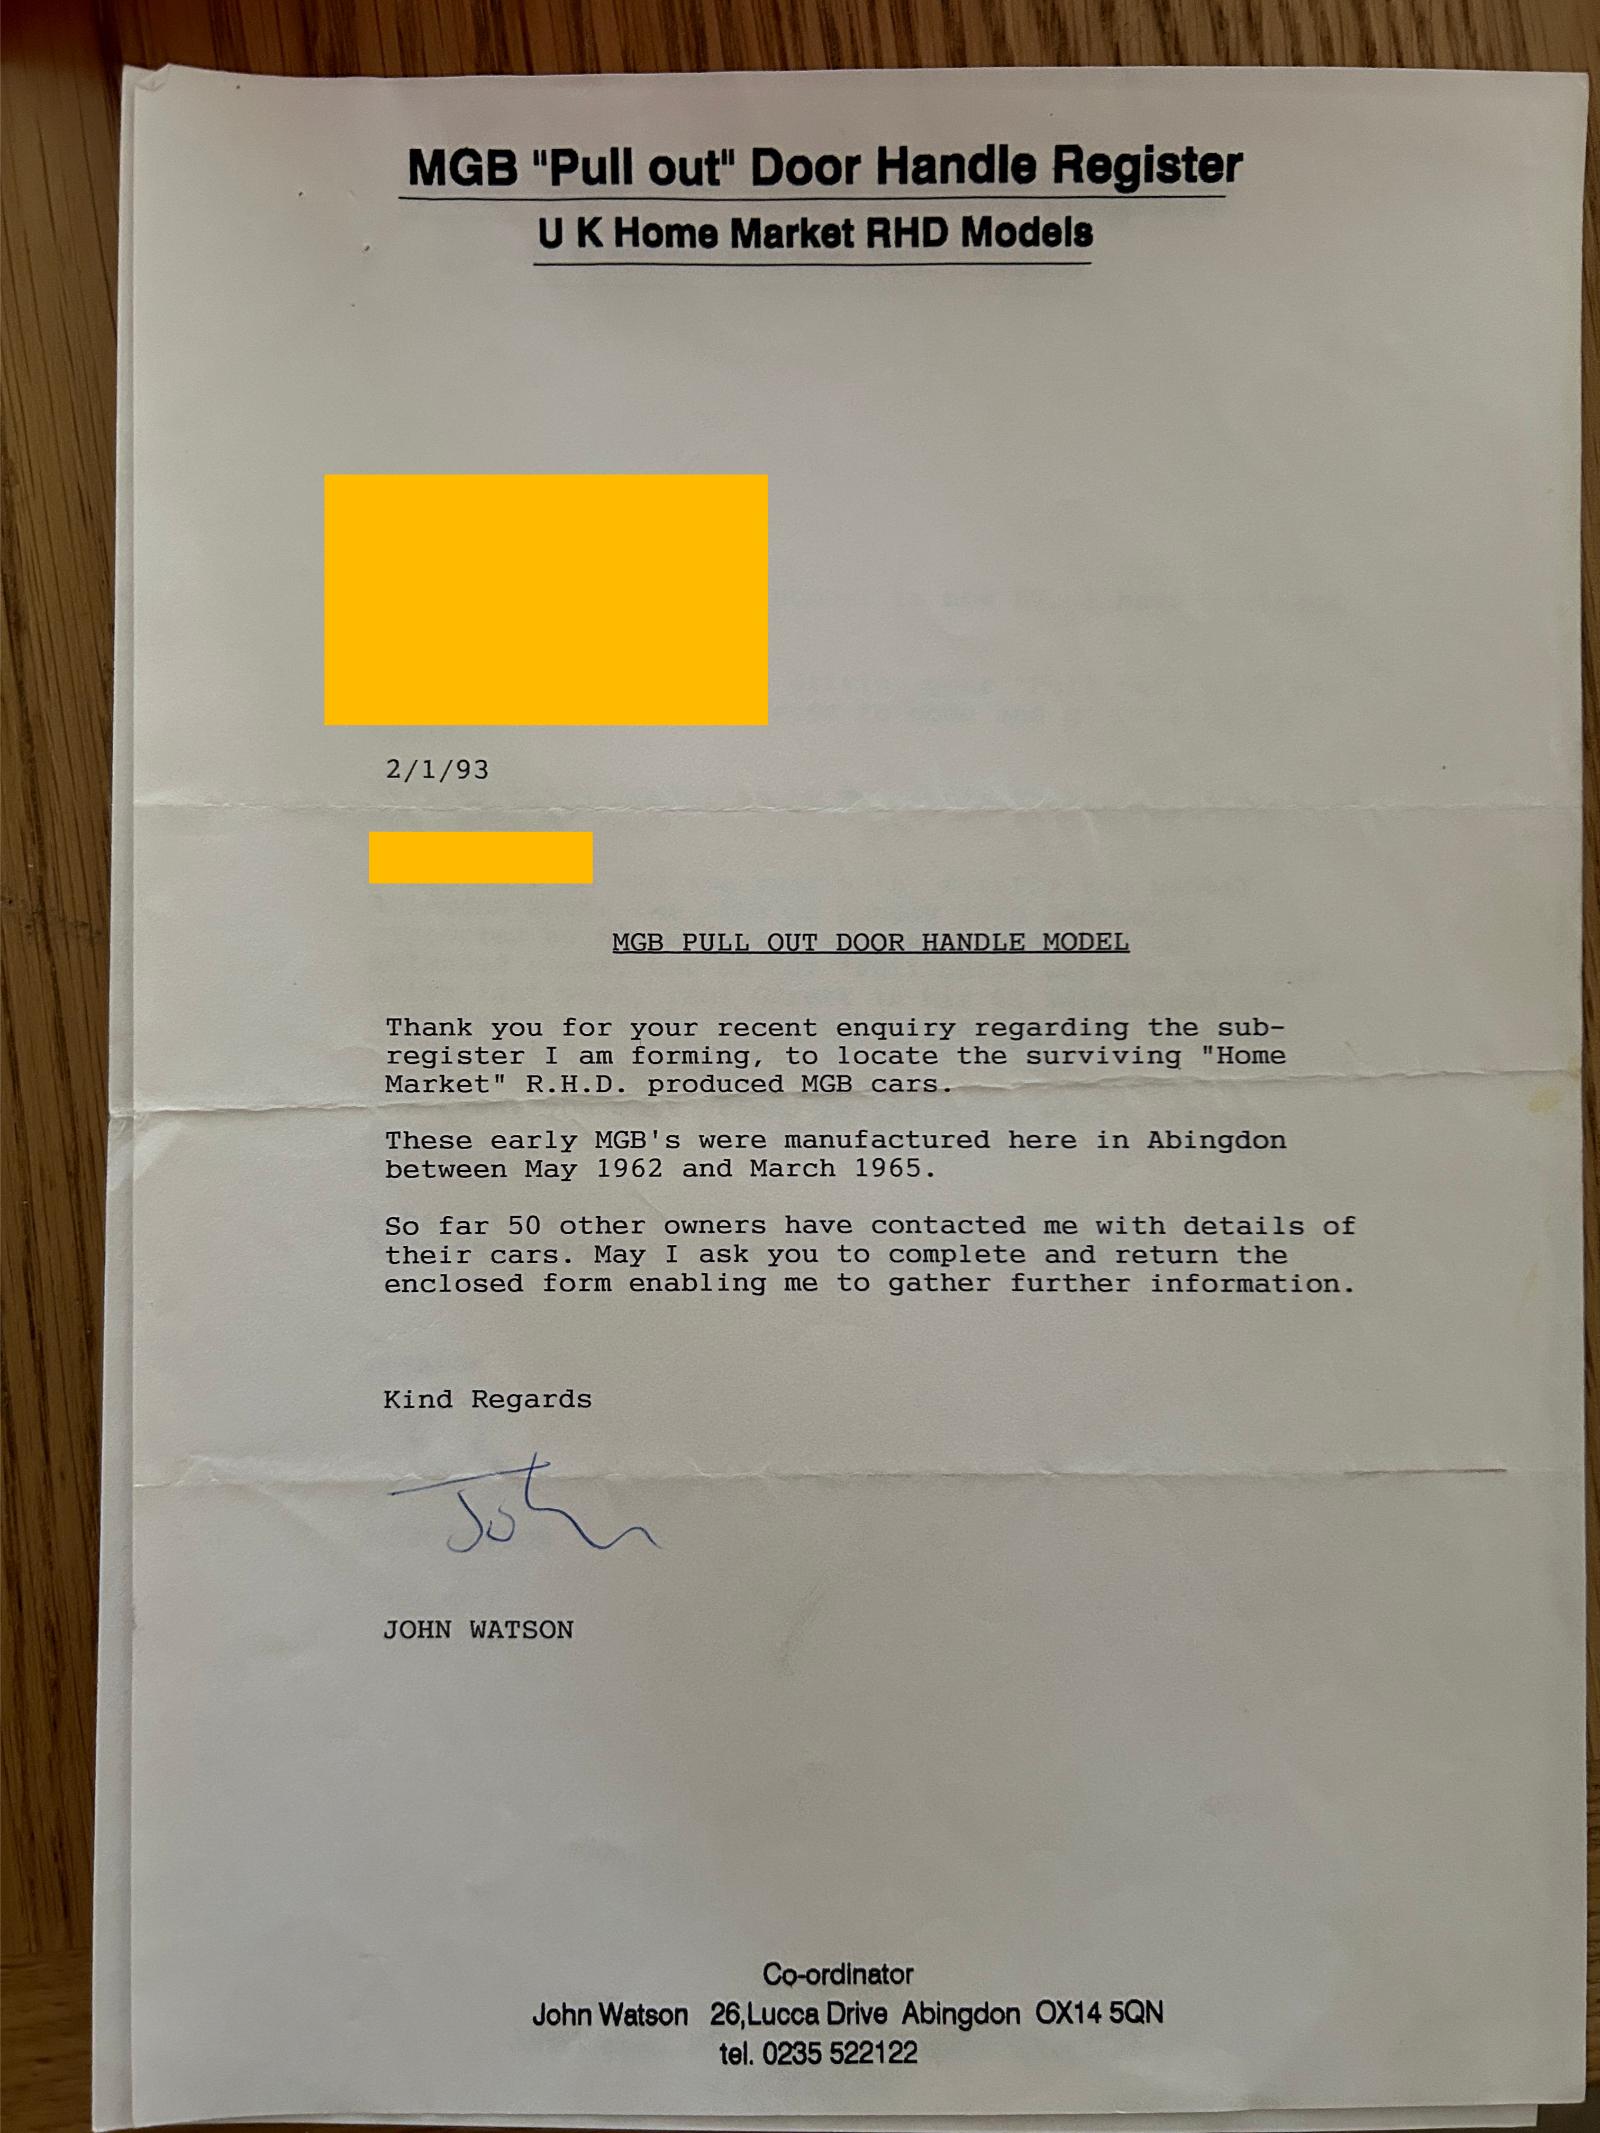 MGB "Pull out" Door Handle Register
U K Home Market RHD Models
2/1/93
MGB PULL OUT DOOR HANDLE MODEL
Thank you for your recent enquiry regarding the sub-
register I am forming, to locate the surviving "Home
Market" R.H.D. produced MGB cars.
These early MGB's were manufactured here in Abingdon
between May 1962 and March 1965.
So far 50 other owners have contacted me with details of
their cars. May I ask you to complete and return the
enclosed form enabling me to gather further information.
Kind Regards
John
JOHN WATSON
Co-ordinator
John Watson 26,Lucca Drive Abingdon OX14 5QN
tel. 0235 522122